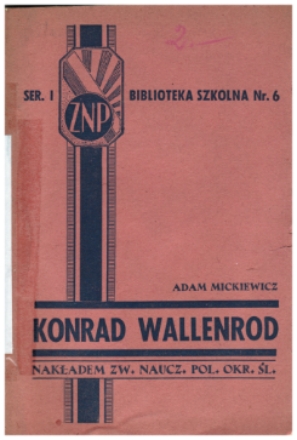 2.—
SER. I BIBLIOTEKA SZKOLNA Nr. 6
ZNP
ADAM MICKIEWICZ
KONRAD WALLENROD
NAKŁADEM ZW. NAUCZ. POL. OKR. ŚL.